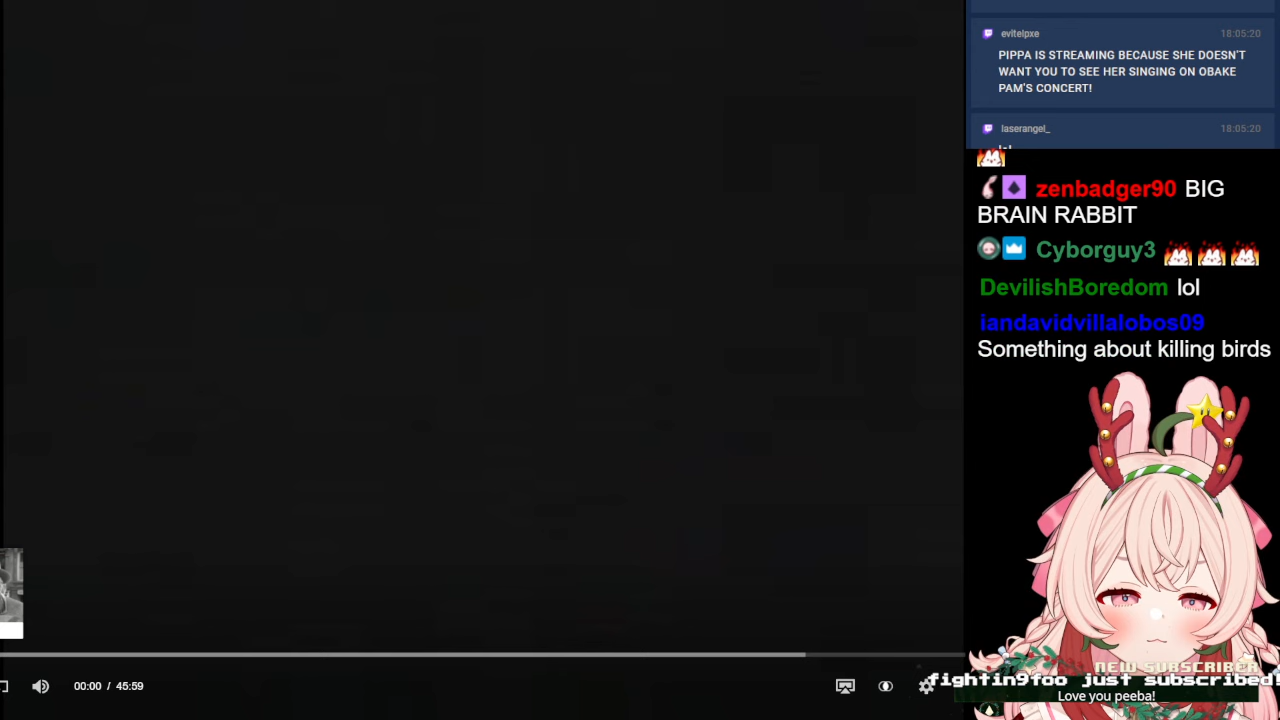 evitelpxe 18:05:20
PIPPA IS STREAMING BECAUSE SHE DOESN'T
WANT YOU TO SEE HER SINGING ON OBAKE
PAM'S CONCERT!
laserangel_ 18:05:20
lol
zenbadger90 BIG
BRAIN RABBIT
Cyborguy3
DevilishBoredom lol
iandavidvillalobos09
Something about killing birds
NEW SUBSCRIBER
fightin9foo just subscribed!
Love you peeba!
00:00 / 45:59